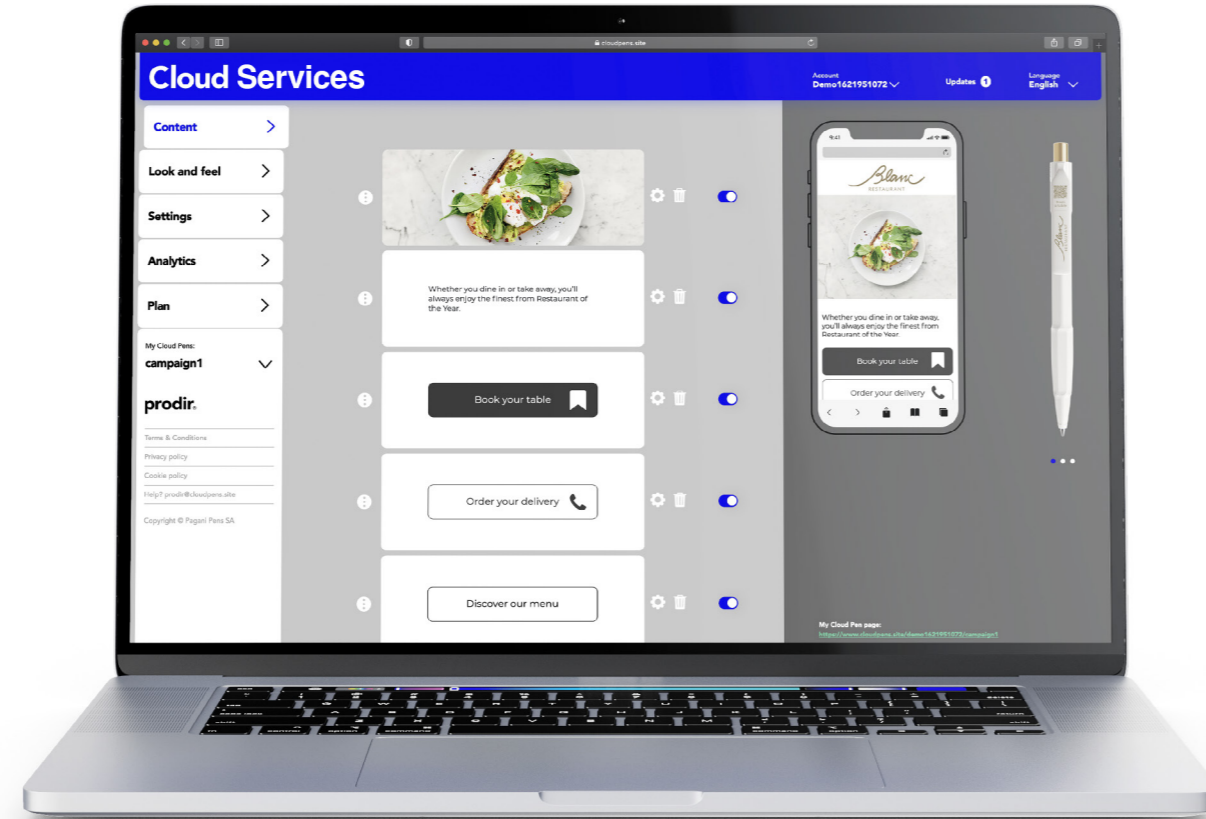 cloudpens.site
Cloud Services
Account
Demo1621951072
Updates 1
Language
English
Content
Look and feel
Settings
Analytics
Plan
My Cloud Pens:
campaign1
prodir.
Terms & Conditions
Privacy policy
Cookie policy
Help? prodir@cloudpens.site
Copyright © Pagani Pens SA
Whether you dine in or take away, you'll
always enjoy the finest from Restaurant of
the Year.
Book your table
Order your delivery
Discover our menu
9:41
Blanc
RESTAURANT
Whether you dine in or take away,
you'll always enjoy the finest from
Restaurant of the Year.
Book your table
Order your delivery
Blanc
My Cloud Pen page:
https://www.cloudpens.site/demo1621951072/campaign1